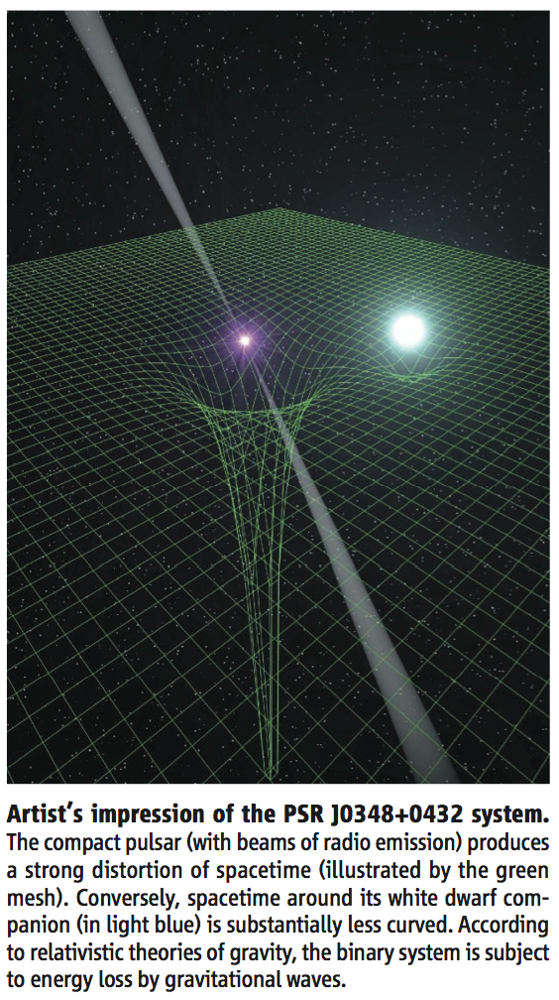 Artist's impression of the PSR J0348+0432 system.
The compact pulsar (with beams of radio emission) produces
a strong distortion of spacetime (illustrated by the green
mesh). Conversely, spacetime around its white dwarf com-
panion (in light blue) is substantially less curved. According
to relativistic theories of gravity, the binary system is subject
to energy loss by gravitational waves.